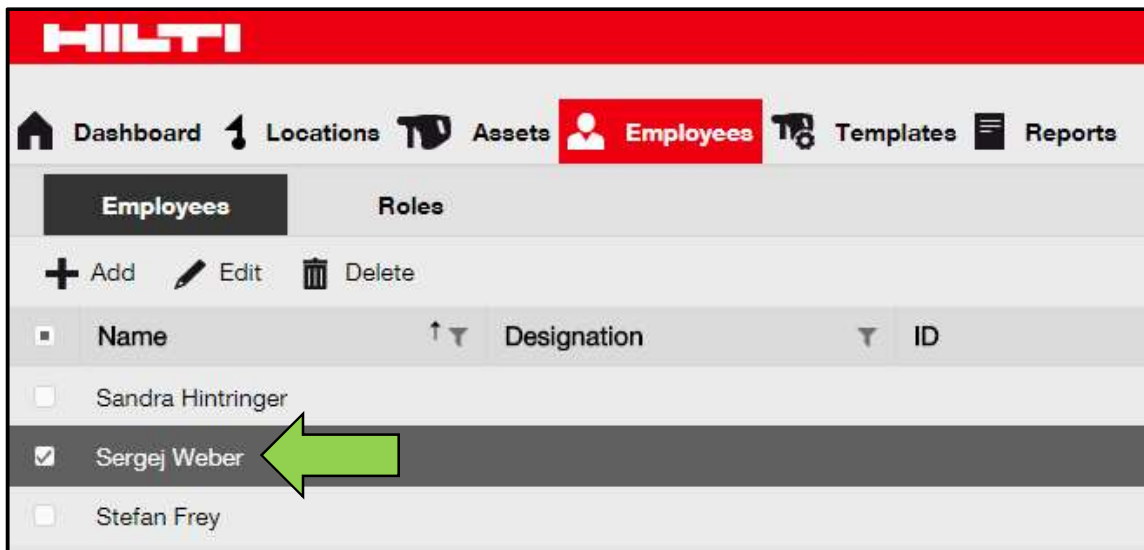 HILTI
Dashboard Locations Assets Employees Templates Reports
Employees Roles
Add Edit Delete
Name Designation ID
Sandra Hintringer
Sergej Weber
Stefan Frey